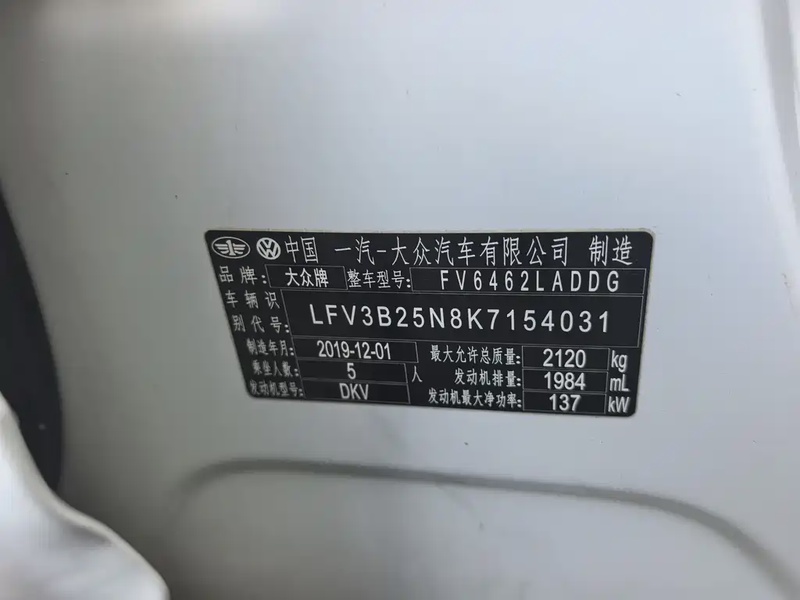 中国 一汽-大众汽车有限公司 制造
品牌: 大众牌 整车型号: FV6462LADDG
车辆识别代号: LFV3B25N8K7154031
制造年月: 2019-12-01 最大允许总质量: 2120 kg
乘坐人数: 5 人 发动机排量: 1984 mL
发动机型号: DKV 发动机最大净功率: 137 kW